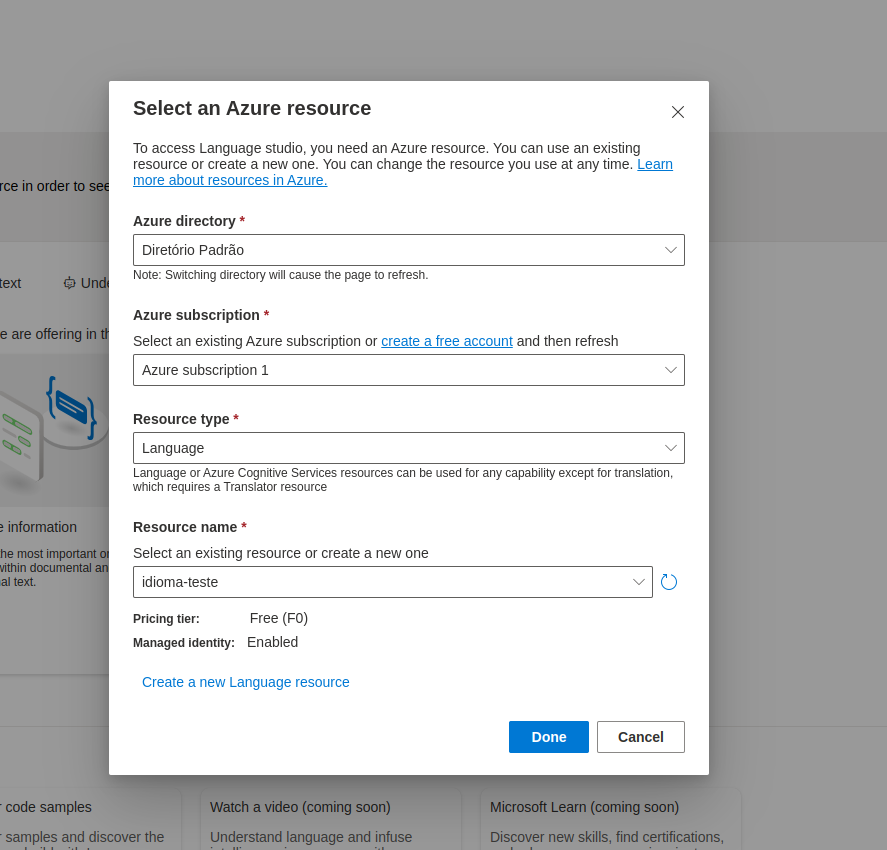 Select an Azure resource
To access Language studio, you need an Azure resource. You can use an existing
resource or create a new one. You can change the resource you use at any time. Learn
more about resources in Azure.
rce in order to see
Azure directory *
Diretório Padrão
Note: Switching directory will cause the page to refresh.
text
Azure subscription *
e are offering in
Select an existing Azure subscription or create a free account and then refresh
Azure subscription 1
Resource type *
Language
Language or Azure Cognitive Services resources can be used for any capability except for translation,
which requires a Translator resource
e information
Resource name *
the most important
within documental
al text.
Select an existing resource or create a new one
idioma-teste
Pricing tier: Free (F0)
Managed identity: Enabled
Create a new Language resource
Done Cancel
r code samples
r samples and discover the
Watch a video (coming soon)
Understand language and infuse
Microsoft Learn (coming soon)
Discover new skills, find certifications,